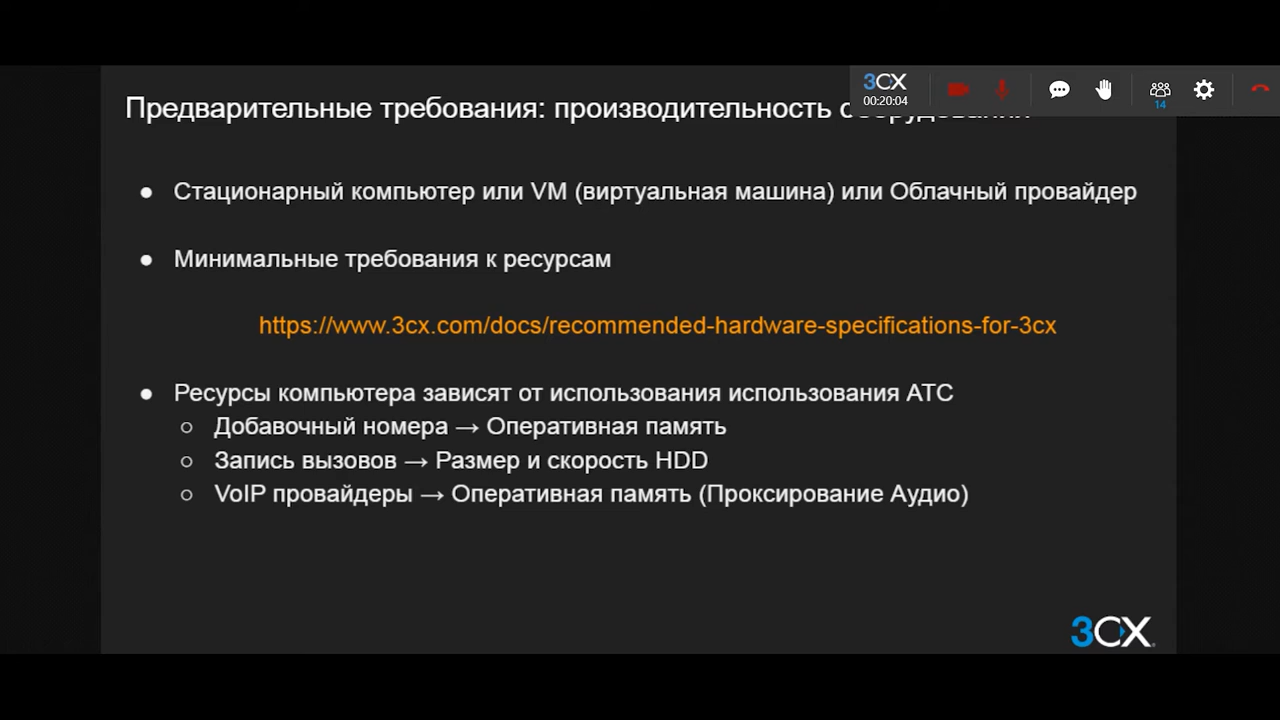 3CX
00:20:04
14
Предварительные требования: производительность
Стационарный компьютер или VM (виртуальная машина) или Облачный провайдер
Минимальные требования к ресурсам
https://www.3cx.com/docs/recommended-hardware-specifications-for-3cx
Ресурсы компьютера зависят от использования использования АТС
Добавочный номера → Оперативная память
Запись вызовов → Размер и скорость HDD
VoIP провайдеры → Оперативная память (Проксирование Аудио)
3CX